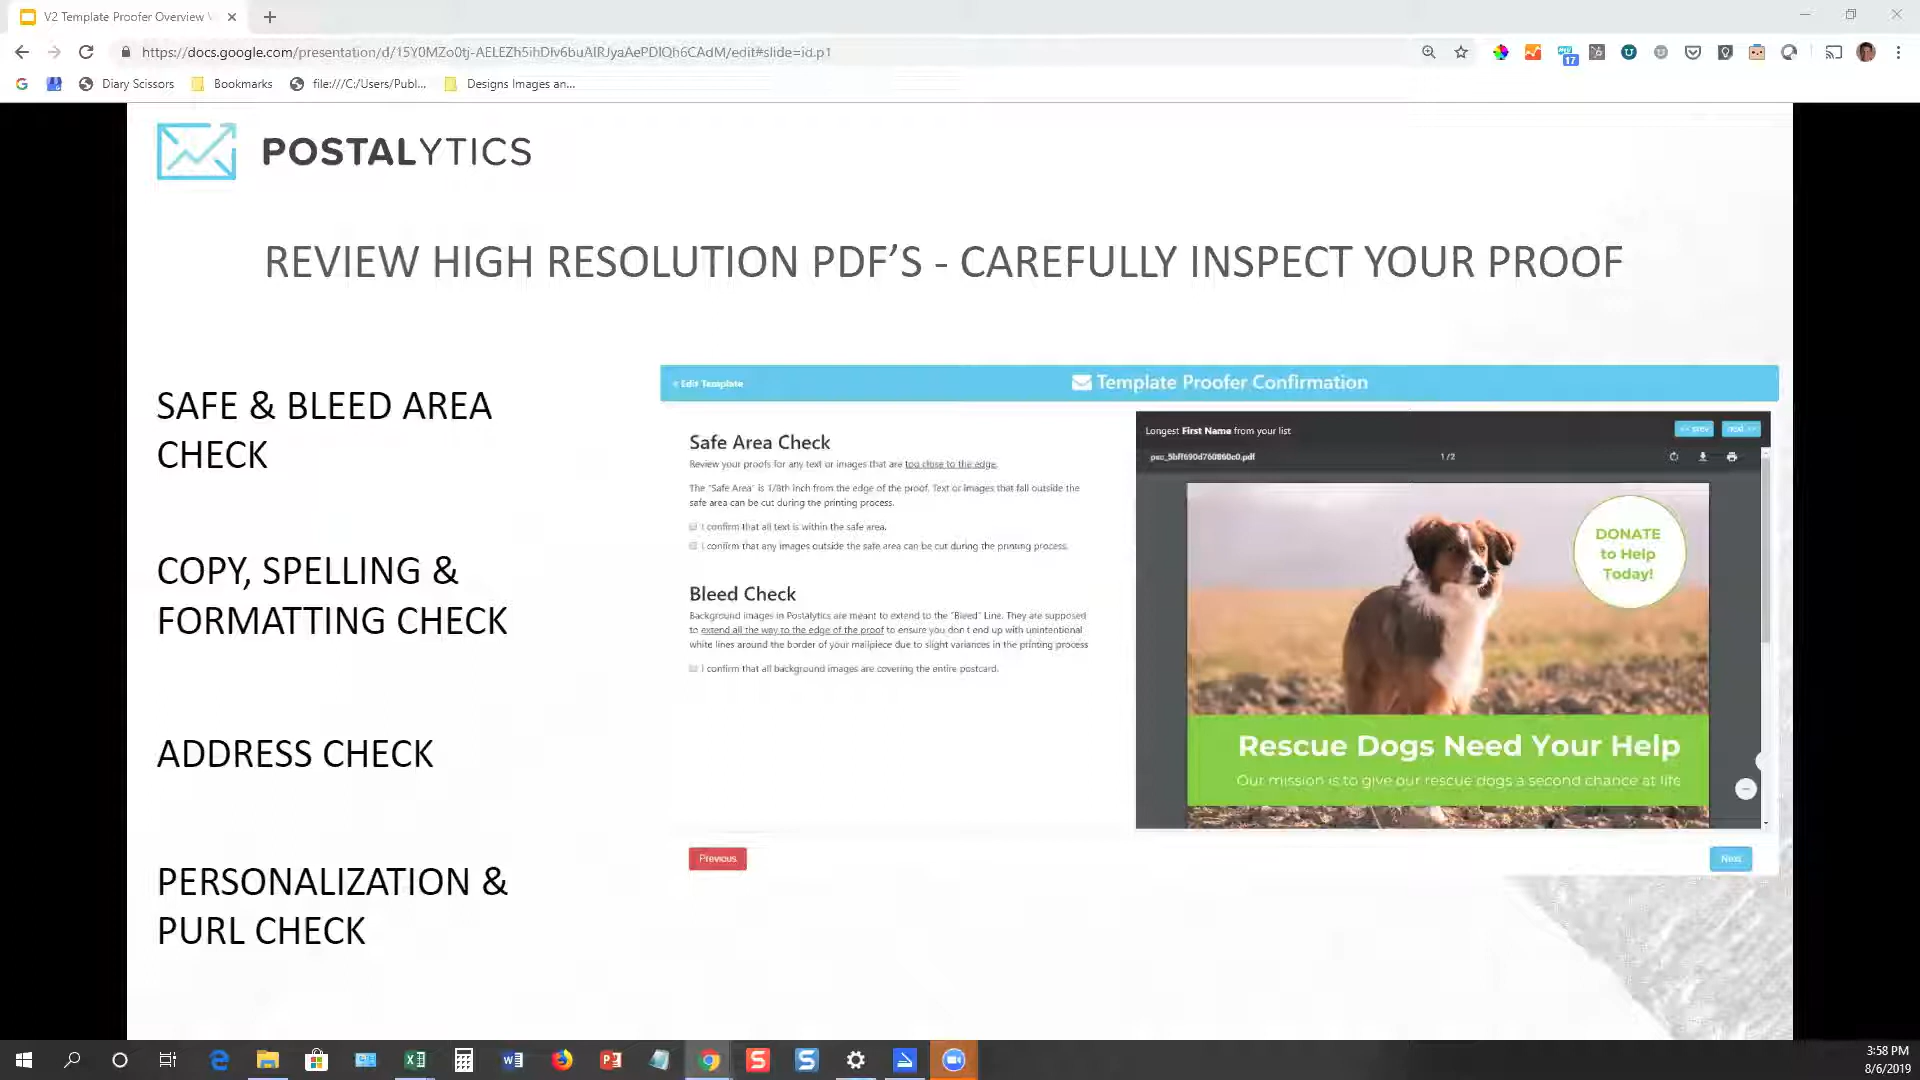 V2 Template Proofer Overview
https://docs.google.com/presentation/d/15Y0MZo0tj-AELEZh5ihDlv6buAlRJyaAePDlQh6CAdM/edit#slide=id.p1
17
Diary Scissors
Bookmarks
file:///C:/Users/Publ...
Designs Images an...
POSTALYTICS
REVIEW HIGH RESOLUTION PDF’S - CAREFULLY INSPECT YOUR PROOF
SAFE & BLEED AREA
CHECK
COPY, SPELLING &
FORMATTING CHECK
ADDRESS CHECK
PERSONALIZATION &
PURL CHECK
« Edit Template
Template Proofer Confirmation
Safe Area Check
Review your proofs for any text or images that are too close to the edge.
The "Safe Area" is 1/8th inch from the edge of the proof. Text or images that fall outside the
safe area can be cut during the printing process.
I confirm that all text is within the safe area.
I confirm that any images outside the safe area can be cut during the printing process.
Bleed Check
Background images in Postalytics are meant to extend to the "Bleed" Line. They are supposed
to extend all the way to the edge of the proof to ensure you don't end up with unintentional
white lines around the border of your mailpiece due to slight variances in the printing process
I confirm that all background images are covering the entire postcard.
Previous
Longest First Name from your list
<< prev
next >>
psc_5bff690d760860c0.pdf
1/2
DONATE
to Help
Today!
Rescue Dogs Need Your Help
Our mission is to give our rescue dogs a second chance at life
Next
3:58 PM
8/6/2019